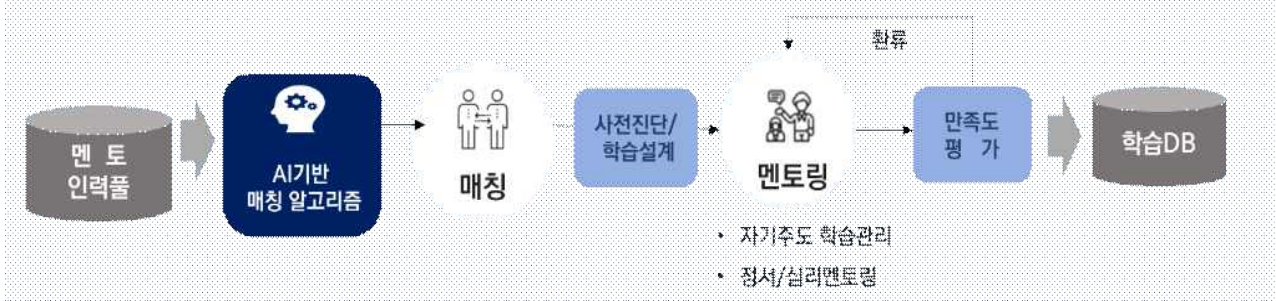 환류
멘 토
인력풀
AI기반
매칭 알고리즘
매칭
사전진단/
학습설계
멘토링
만족도
평 가
학습DB
• 자기주도 학습관리
• 정서/심리멘토링